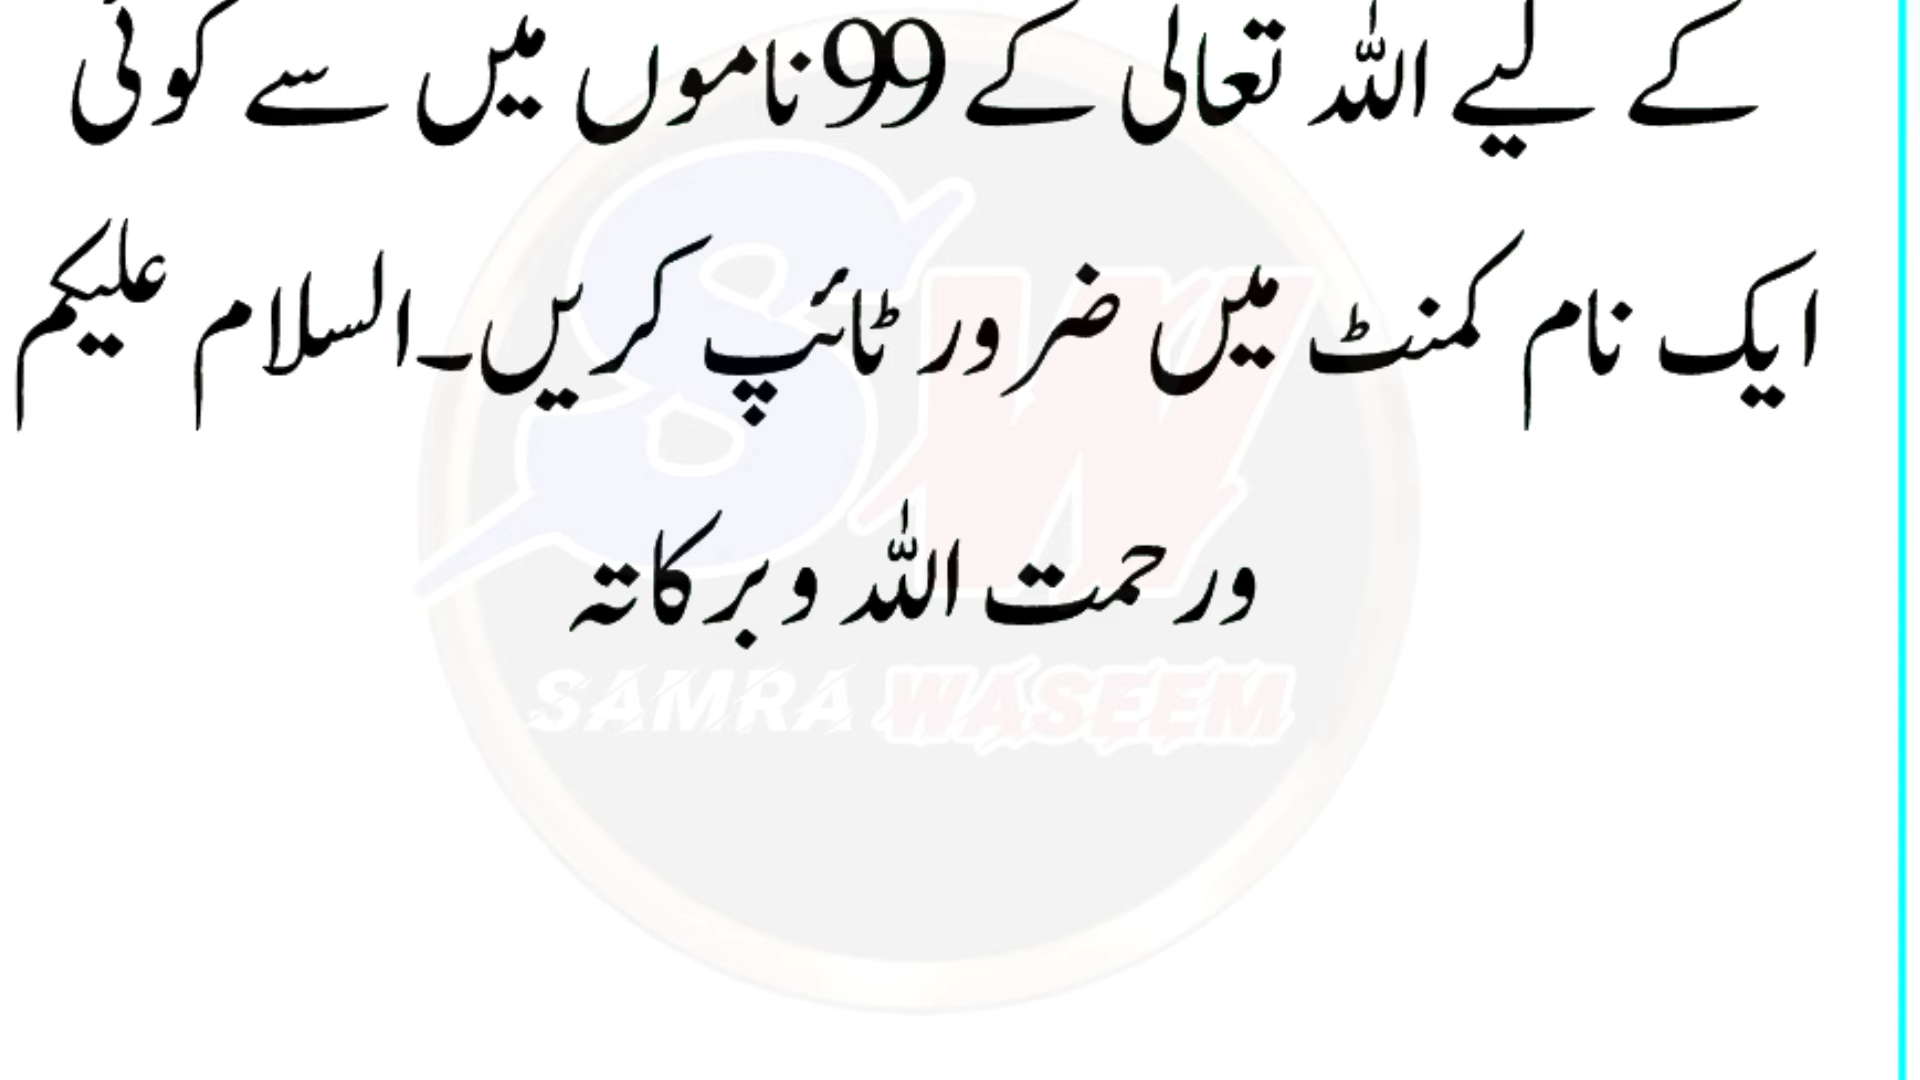 کے لیے اللہ تعالی کے 99 ناموں میں سے کوئی
ایک نام کمنٹ میں ضرور ٹائپ کریں۔ السلام علیکم
ورحمت اللہ وبرکاتہ
SW
SAMRA WASEEM